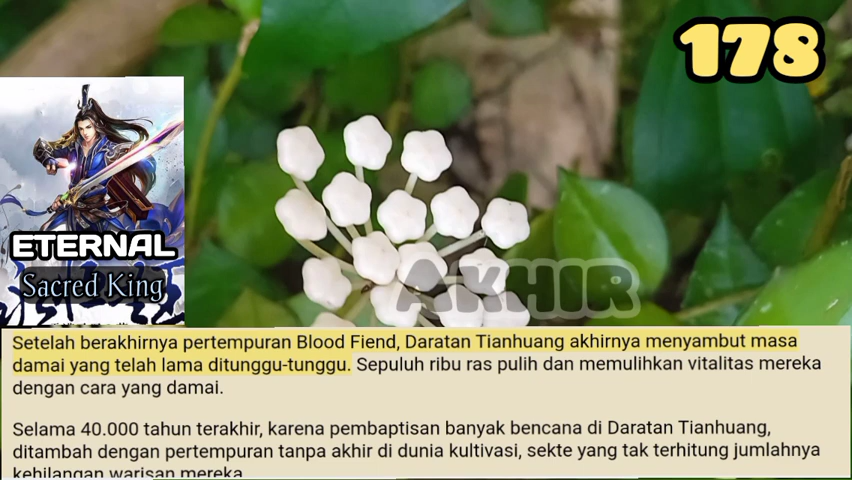 178
ETERNAL
Sacred King
AKHIR
Setelah berakhirnya pertempuran Blood Fiend, Daratan Tianhuang akhirnya menyambut masa
damai yang telah lama ditunggu-tunggu. Sepuluh ribu ras pulih dan memulihkan vitalitas mereka
dengan cara yang damai.
Selama 40.000 tahun terakhir, karena pembaptisan banyak bencana di Daratan Tianhuang,
ditambah dengan pertempuran tanpa akhir di dunia kultivasi, sekte yang tak terhitung jumlahnya
kehilangan warisan mereka